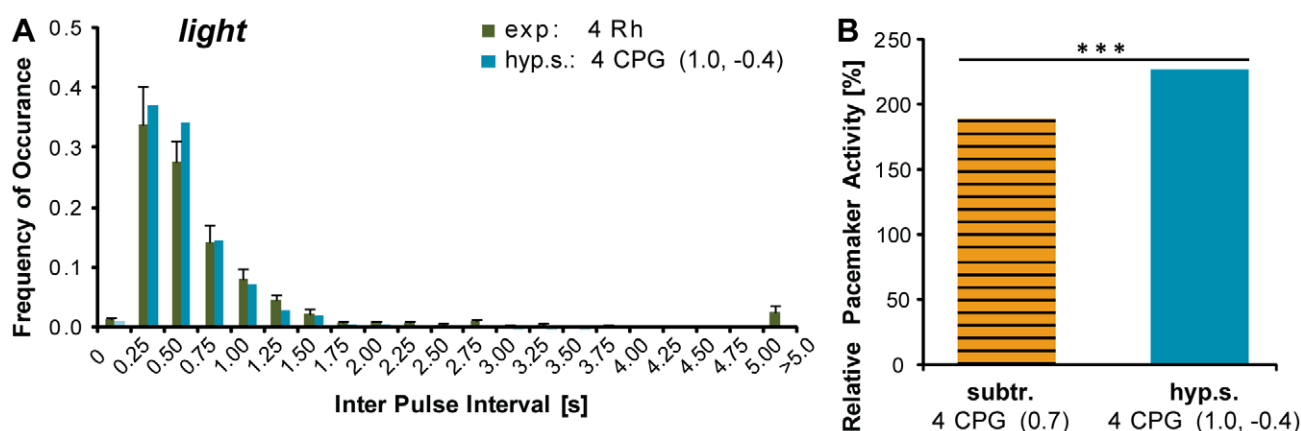 A
light
exp: 4 Rh
hyp.s.: 4 CPG (1.0, -0.4)
Frequency of Occurance
0.5
0.4
0.3
0.2
0.1
0.0
0
0.25
0.50
0.75
1.00
1.25
1.50
1.75
2.00
2.25
2.50
2.75
3.00
3.25
3.50
3.75
4.00
4.25
4.50
4.75
5.00
>5.0
Inter Pulse Interval [s]
B
Relative Pacemaker Activity [%]
250
200
150
100
50
0
***
subtr.
4 CPG (0.7)
hyp.s.
4 CPG (1.0, -0.4)